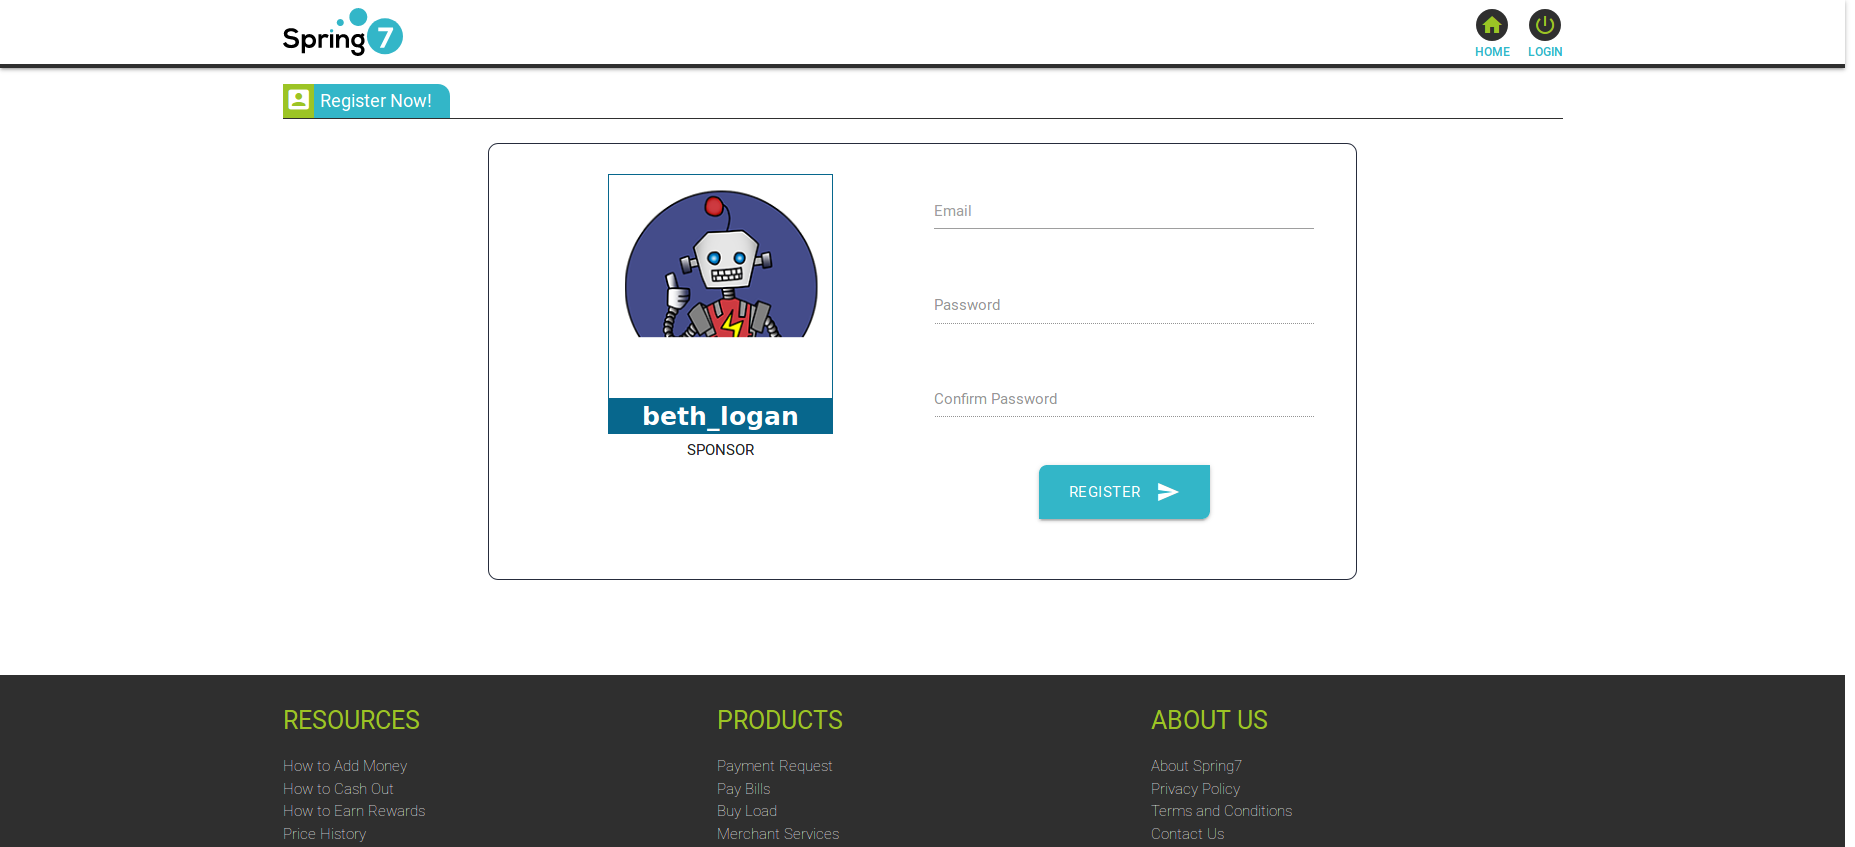 Spring7
HOME
LOGIN
Register Now!
Email
Password
Confirm Password
beth_logan
SPONSOR
REGISTER
RESOURCES
How to Add Money
How to Cash Out
How to Earn Rewards
Price History
PRODUCTS
Payment Request
Pay Bills
Buy Load
Merchant Services
ABOUT US
About Spring7
Privacy Policy
Terms and Conditions
Contact Us